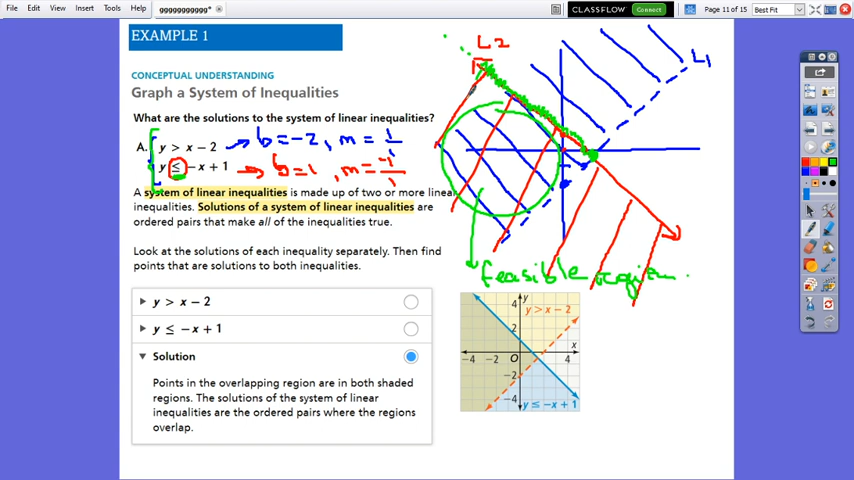 File Edit View Insert Tools Help
ggggggggggg*
CLASSFLOW Connect
Page 11 of 15 Best Fit
EXAMPLE 1
CONCEPTUAL UNDERSTANDING
Graph a System of Inequalities
What are the solutions to the system of linear inequalities?
A. y > x − 2 → b = -2, m = 1/1
y ≤ −x + 1 → b = 1, m = -1/1
A system of linear inequalities is made up of two or more linear
inequalities. Solutions of a system of linear inequalities are
ordered pairs that make all of the inequalities true.
Look at the solutions of each inequality separately. Then find
points that are solutions to both inequalities.
y > x − 2
y ≤ −x + 1
Solution
Points in the overlapping region are in both shaded
regions. The solutions of the system of linear
inequalities are the ordered pairs where the regions
overlap.
L2
L1
feasible region.
4 y
y > x − 2
2
x
−4 −2 O 4
−2
−4
y ≤ −x + 1